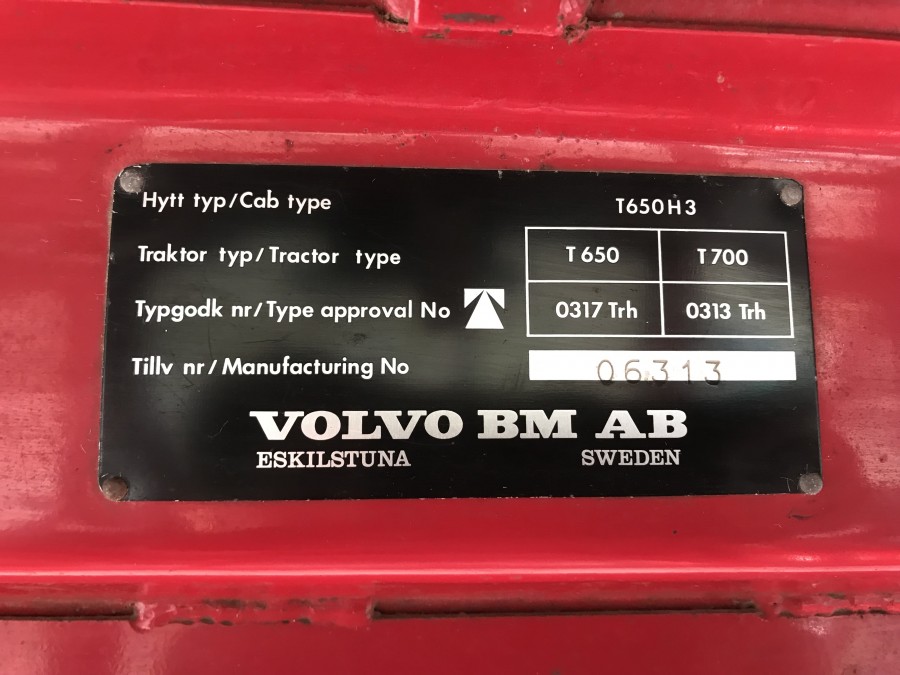 Hytt typ/Cab type T650H3
Traktor typ/Tractor type T 650 T 700
Typgodk nr/Type approval No 0317 Trh 0313 Trh
Tillv nr/Manufacturing No 06313
VOLVO BM AB
ESKILSTUNA SWEDEN